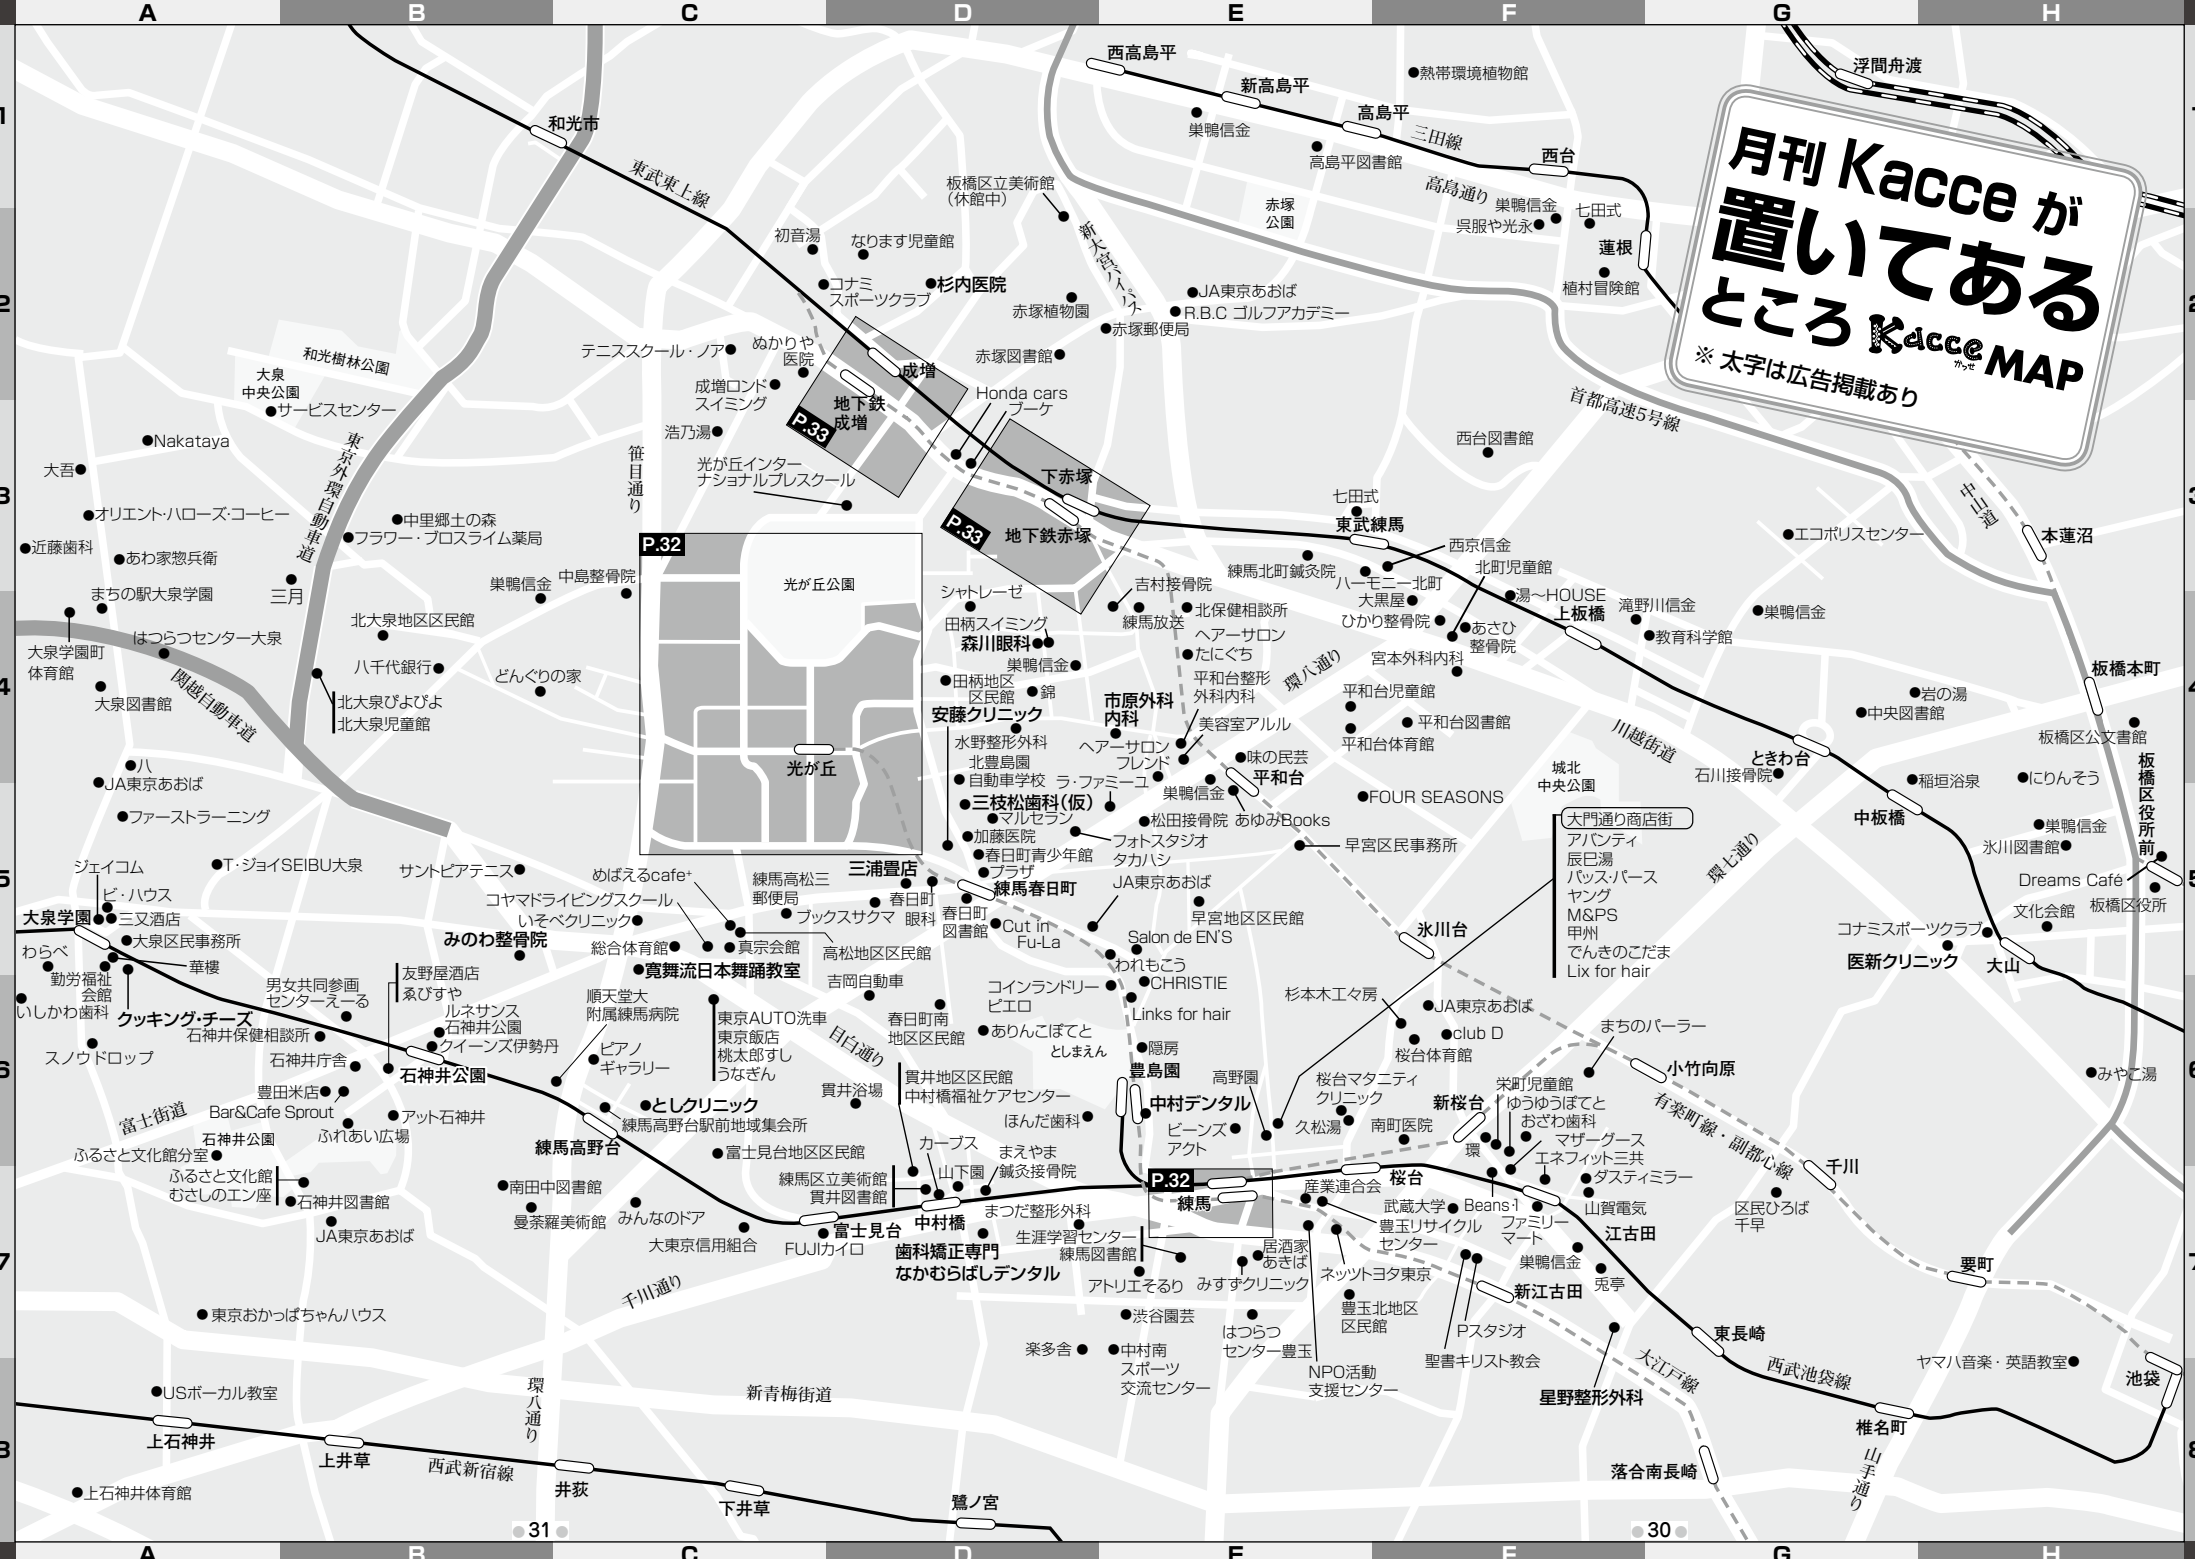 A
B
C
D
E
F
G
H
1
2
3
4
5
6
7
8
月刊 Kacce が
置いてある
ところ Kacce MAP
かっせ
※ 太字は広告掲載あり
西高島平
新高島平
高島平
三田線
高島通り
西台
蓮根
浮間舟渡
熱帯環境植物館
巣鴨信金
高島平図書館
赤塚
公園
巣鴨信金
呉服や光永
七田式
植村冒険館
和光市
東武東上線
板橋区立美術館
(休館中)
新大宮バイパス
初音湯
なります児童館
コナミ
スポーツクラブ
杉内医院
赤塚植物園
JA東京あおば
R.B.C ゴルフアカデミー
赤塚郵便局
赤塚図書館
テニススクール・ノア
ぬかりや
医院
成増ロンド
スイミング
浩乃湯
成増
地下鉄
成増
P.33
Honda cars
ブーケ
光が丘インター
ナショナルプレスクール
下赤塚
地下鉄赤塚
P.33
和光樹林公園
大泉
中央公園
サービスセンター
Nakataya
大吾
オリエント・ハローズ・コーヒー
近藤歯科
あわ家惣兵衛
東京外環自動車道
笹目通り
中里郷土の森
フラワー・ブロスライム薬局
まちの駅大泉学園
三月
巣鴨信金
中島整骨院
はつらつセンター大泉
大泉学園町
体育館
大泉図書館
関越自動車道
北大泉地区区民館
八千代銀行
どんぐりの家
北大泉ぴよぴよ
北大泉児童館
八
JA東京あおば
ファーストラーニング
P.32
光が丘公園
光が丘
首都高速5号線
西台図書館
七田式
東武練馬
西京信金
北町児童館
練馬北町鍼灸院
ハーモニー北町
大黒屋
ひかり整骨院
湯〜HOUSE
上板橋
滝野川信金
教育科学館
あさひ
整骨院
宮本外科内科
環八通り
エコポリスセンター
中山道
本蓮沼
巣鴨信金
板橋本町
岩の湯
中央図書館
板橋区公文書館
板橋区役所前
シャトレーゼ
田柄スイミング
森川眼科
巣鴨信金
田柄地区
区民館
錦
安藤クリニック
水野整形外科
北豊島園
自動車学校
三枝松歯科(仮)
マルセラン
加藤医院
春日町青少年館
プラザ
吉村接骨院
練馬放送
北保健相談所
ヘアーサロン
たにぐち
平和台整形
外科内科
市原外科
内科
美容室アルル
ヘアーサロン
フレンド
ラ・ファミーユ
味の民芸
平和台
巣鴨信金
松田接骨院
あゆみBooks
フォトスタジオ
タカハシ
平和台児童館
平和台図書館
平和台体育館
FOUR SEASONS
早宮区民事務所
川越街道
城北
中央公園
石川接骨院
ときわ台
中板橋
稲垣浴泉
にりんそう
巣鴨信金
氷川図書館
Dreams Café
板橋区役所
文化会館
コナミスポーツクラブ
医新クリニック
大山
環七通り
大門通り商店街
アバンティ
辰巳湯
パッス・パース
ヤング
M&PS
甲州
でんきのこだま
Lix for hair
ジェイコム
ビ・ハウス
大泉学園
三又酒店
大泉区民事務所
わらべ
勤労福祉
会館
華樓
いしかわ歯科
クッキング・チーズ
スノウドロップ
T・ジョイSEIBU大泉
サントピアテニス
めばえるcafe⁺
コヤマドライビングスクール
いそべクリニック
みのわ整骨院
総合体育館
真宗会館
寛舞流日本舞踊教室
練馬高松三
郵便局
三浦畳店
ブックスサクマ
春日町
眼科
春日町
図書館
練馬春日町
高松地区区民館
Cut in
Fu-La
JA東京あおば
早宮地区区民館
Salon de EN'S
われもこう
CHRISTIE
Links for hair
コインランドリー
ピエロ
氷川台
男女共同参画
センターえーる
石神井保健相談所
石神井庁舎
友野屋酒店
ゑびすや
ルネサンス
石神井公園
クイーンズ伊勢丹
石神井公園
順天堂大
附属練馬病院
ピアノ
ギャラリー
東京AUTO洗車
東京飯店
桃太郎すし
うなぎん
目白通り
吉岡自動車
春日町南
地区区民館
ありんこぽてと
としまえん
隠房
豊島園
中村デンタル
ビーンズ
アクト
高野園
ほんだ歯科
貫井浴場
貫井地区区民館
中村橋福祉ケアセンター
杉本木工々房
JA東京あおば
club D
桜台体育館
桜台マタニティ
クリニック
久松湯
南町医院
新桜台
栄町児童館
ゆうゆうぽてと
おざわ歯科
環
マザーグース
エネフィット三共
ダスティミラー
山賀電気
まちのパーラー
小竹向原
有楽町線・副都心線
千川
区民ひろば
千早
要町
みやこ湯
豊田米店
Bar&Cafe Sprout
富士街道
石神井公園
ふれあい広場
アット石神井
ふるさと文化館分室
ふるさと文化館
むさしのエン座
石神井図書館
JA東京あおば
南田中図書館
曼荼羅美術館
としクリニック
練馬高野台駅前地域集会所
練馬高野台
富士見台地区区民館
みんなのドア
大東京信用組合
カーブス
まえやま
鍼灸接骨院
練馬区立美術館
貫井図書館
山下園
中村橋
富士見台
FUJIカイロ
歯科矯正専門
なかむらばしデンタル
まつだ整形外科
生涯学習センター
練馬図書館
アトリエそるり
P.32
練馬
居酒家
あきば
みすずクリニック
産業連合会
豊玉リサイクル
センター
ネッツトヨタ東京
武蔵大学
Beans1
ファミリー
マート
桜台
江古田
巣鴨信金
兎亭
新江古田
豊玉北地区
区民館
Pスタジオ
聖書キリスト教会
渋谷園芸
はつらつ
センター豊玉
楽多舎
中村南
スポーツ
交流センター
NPO活動
支援センター
星野整形外科
大江戸線
東長崎
西武池袋線
椎名町
落合南長崎
山手通り
ヤマハ音楽・英語教室
池袋
東京おかっぱちゃんハウス
千川通り
USボーカル教室
環八通り
新青梅街道
上石神井
上井草
西武新宿線
井荻
下井草
鷺ノ宮
上石神井体育館
31
30
A
B
C
D
E
F
G
H